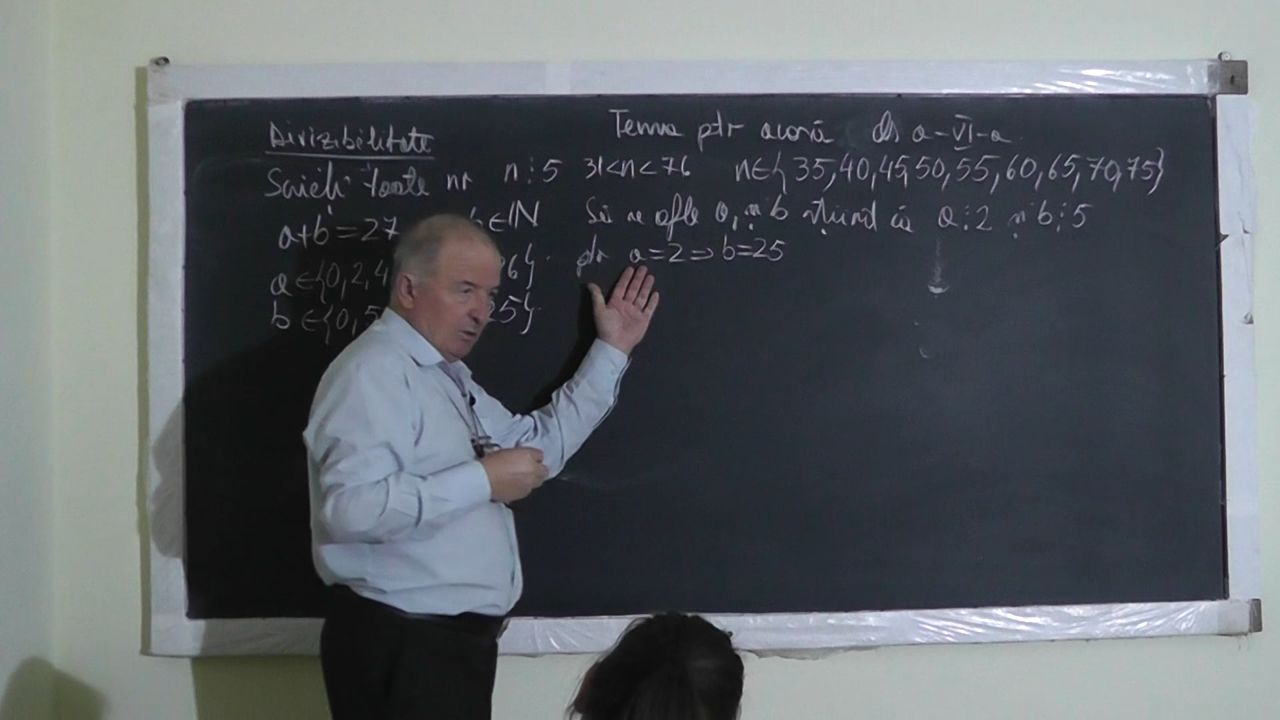 Divizibilitate
Tema ptr acasă cls a-VI-a
Scrieți toate nr n⋮5 31<n<76 n∈{35,40,45,50,55,60,65,70,75}
a+b=27 b∈ℕ Să se afle a, și b știind că a⋮2 și b⋮5
a∈{0,2,4 26} ptr a=2⇒b=25
b∈{0,5 25}